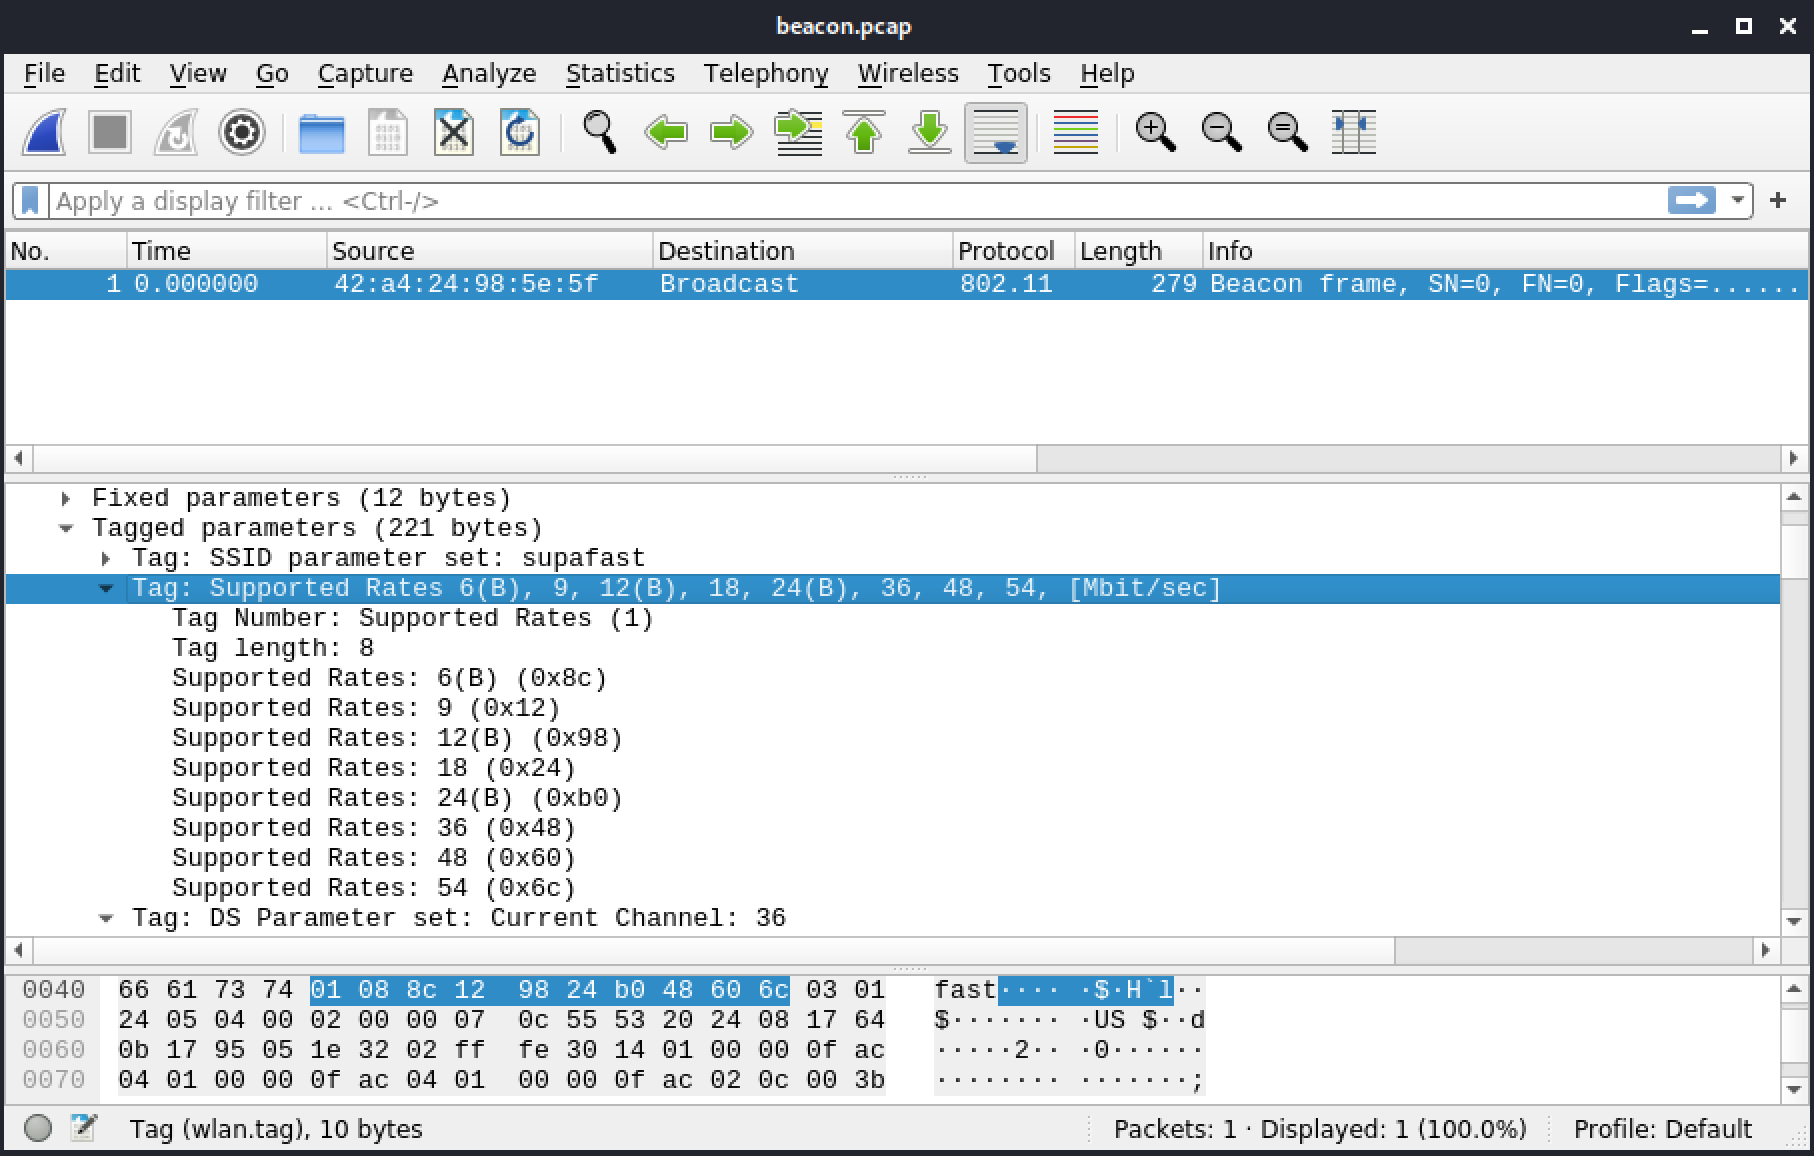 beacon.pcap
File Edit View Go Capture Analyze Statistics Telephony Wireless Tools Help
Apply a display filter ... <Ctrl-/>
No. Time Source Destination Protocol Length Info
1 0.000000 42:a4:24:98:5e:5f Broadcast 802.11 279 Beacon frame, SN=0, FN=0, Flags=......
Fixed parameters (12 bytes)
Tagged parameters (221 bytes)
Tag: SSID parameter set: supafast
Tag: Supported Rates 6(B), 9, 12(B), 18, 24(B), 36, 48, 54, [Mbit/sec]
Tag Number: Supported Rates (1)
Tag length: 8
Supported Rates: 6(B) (0x8c)
Supported Rates: 9 (0x12)
Supported Rates: 12(B) (0x98)
Supported Rates: 18 (0x24)
Supported Rates: 24(B) (0xb0)
Supported Rates: 36 (0x48)
Supported Rates: 48 (0x60)
Supported Rates: 54 (0x6c)
Tag: DS Parameter set: Current Channel: 36
0040 66 61 73 74 01 08 8c 12 98 24 b0 48 60 6c 03 01 fast···· ·$·H`l··
0050 24 05 04 00 02 00 00 07 0c 55 53 20 24 08 17 64 $······· ·US $··d
0060 0b 17 95 05 1e 32 02 ff fe 30 14 01 00 00 0f ac ·····2·· ·0······
0070 04 01 00 00 0f ac 04 01 00 00 0f ac 02 0c 00 3b ········ ·······;
Tag (wlan.tag), 10 bytes Packets: 1 · Displayed: 1 (100.0%) Profile: Default